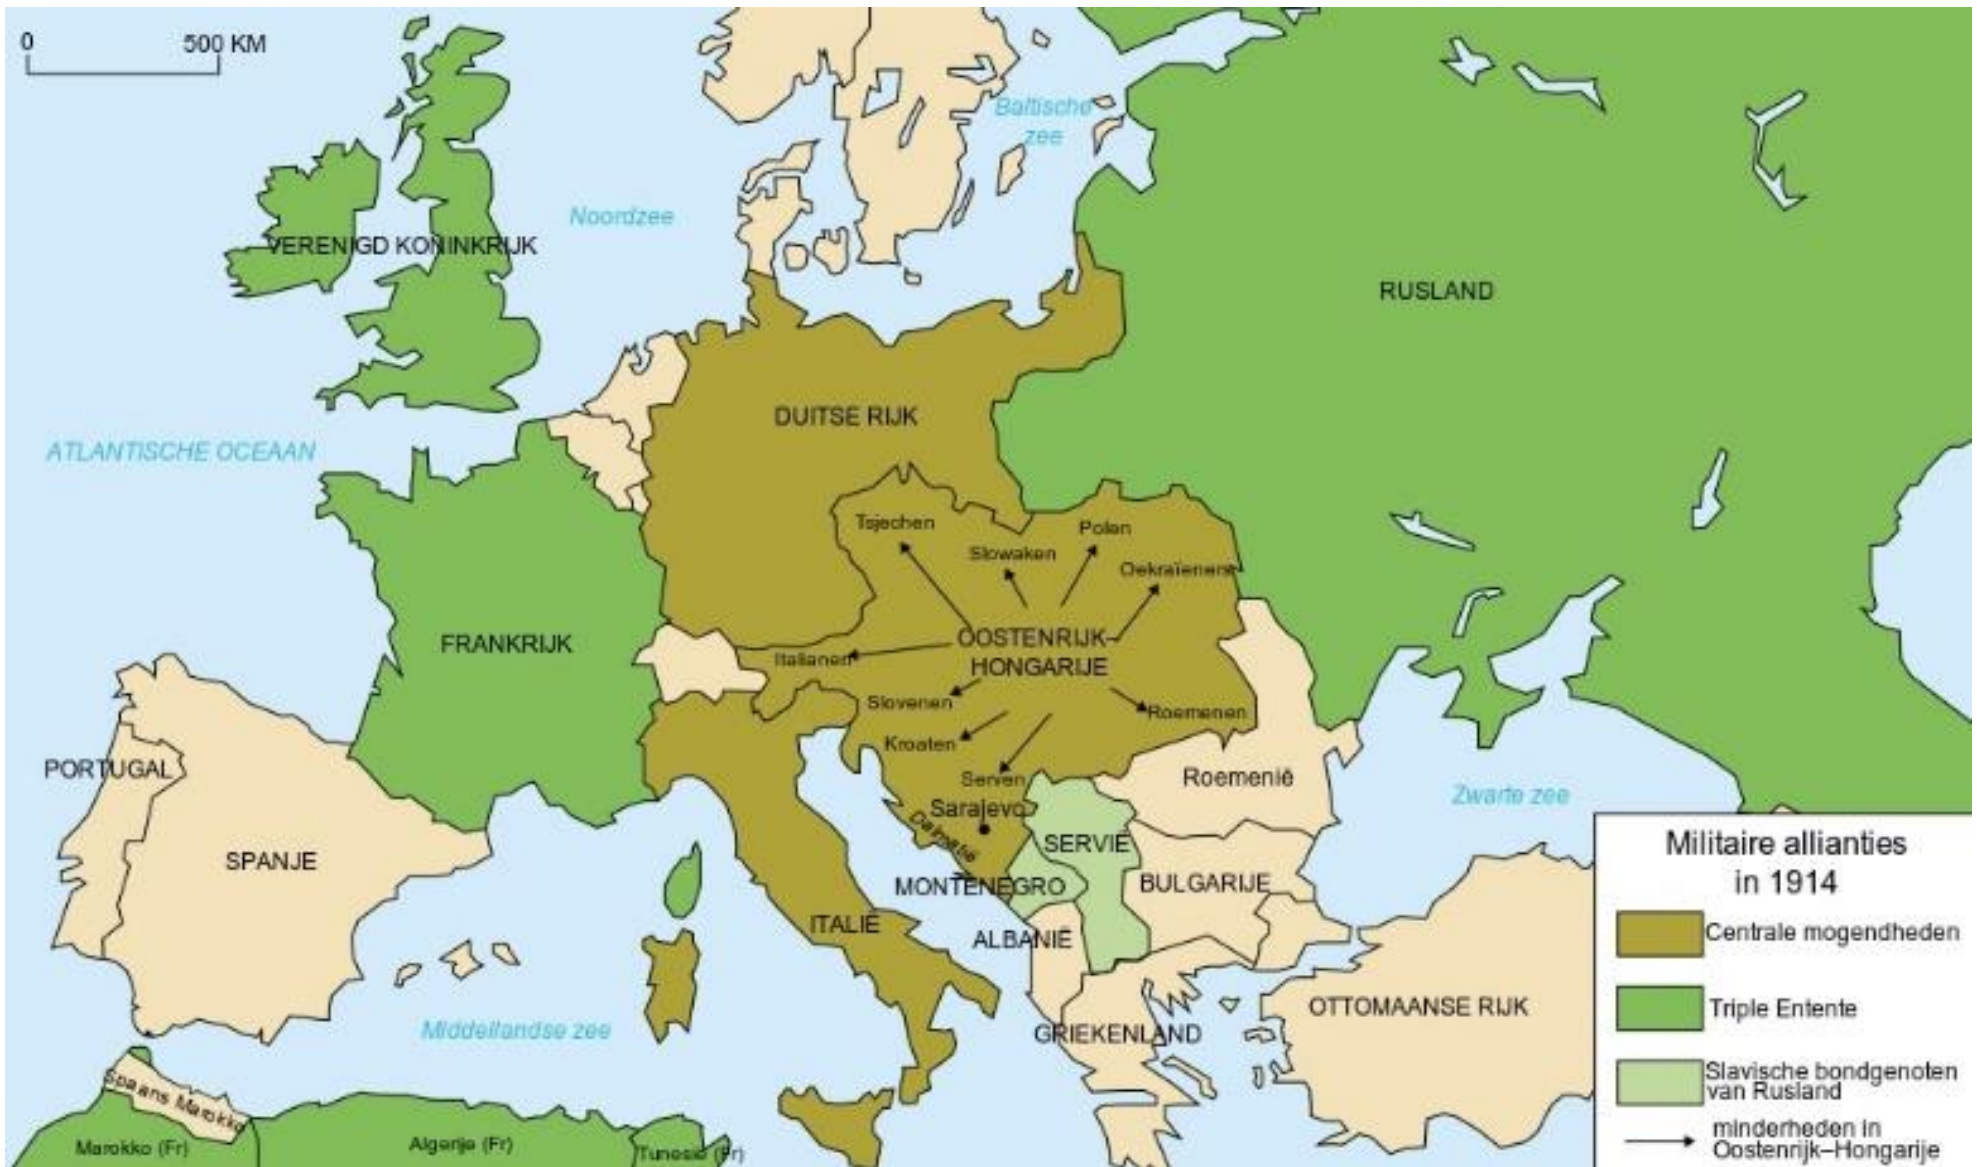 0 500 KM
Baltische
zee
Noordzee
VERENIGD KONINKRIJK
RUSLAND
DUITSE RIJK
ATLANTISCHE OCEAAN
Tsjechen
Polen
Slowaken
Oekraïeners
FRANKRIJK
OOSTENRIJK-
HONGARIJE
Italianen
Slovenen
Roemenen
Kroaten
PORTUGAL
Serven
Roemenië
Zwarte zee
Sarajevo
Dalmatië
SERVIË
SPANJE
MONTENEGRO
BULGARIJE
ITALIË
ALBANIË
OTTOMAANSE RIJK
Middellandse zee
GRIEKENLAND
Spaans Marokko
Marokko (Fr)
Algerije (Fr)
Tunesië (Fr)
Militaire allianties
in 1914
Centrale mogendheden
Triple Entente
Slavische bondgenoten
van Rusland
minderheden in
Oostenrijk-Hongarije